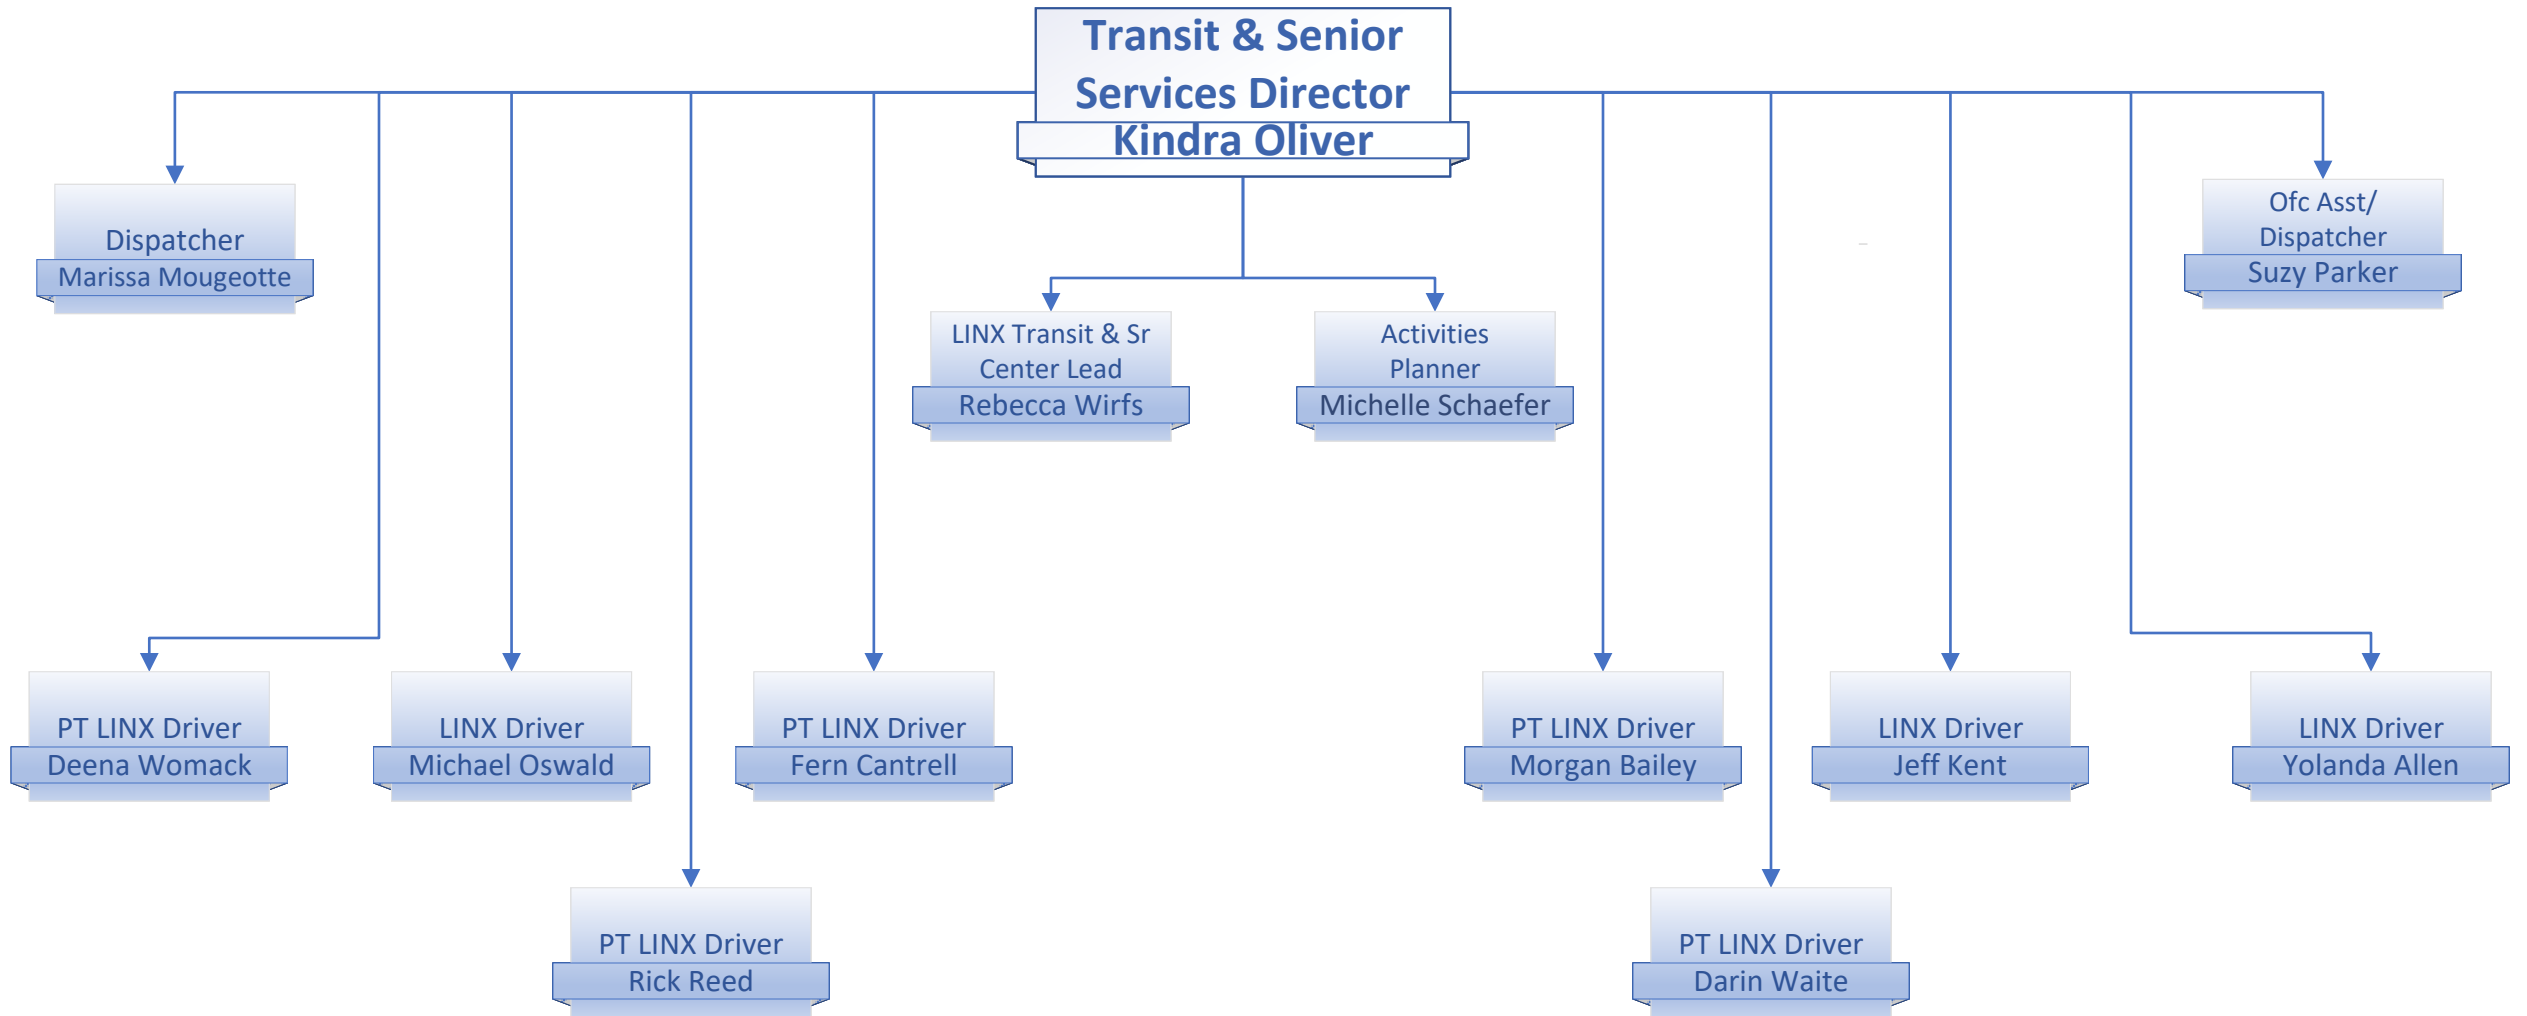 Transit & Senior
Services Director
Kindra Oliver
Dispatcher
Marissa Mougeotte
Ofc Asst/
Dispatcher
Suzy Parker
LINX Transit & Sr
Center Lead
Rebecca Wirfs
Activities
Planner
Michelle Schaefer
PT LINX Driver
Deena Womack
LINX Driver
Michael Oswald
PT LINX Driver
Fern Cantrell
PT LINX Driver
Morgan Bailey
LINX Driver
Jeff Kent
LINX Driver
Yolanda Allen
PT LINX Driver
Rick Reed
PT LINX Driver
Darin Waite